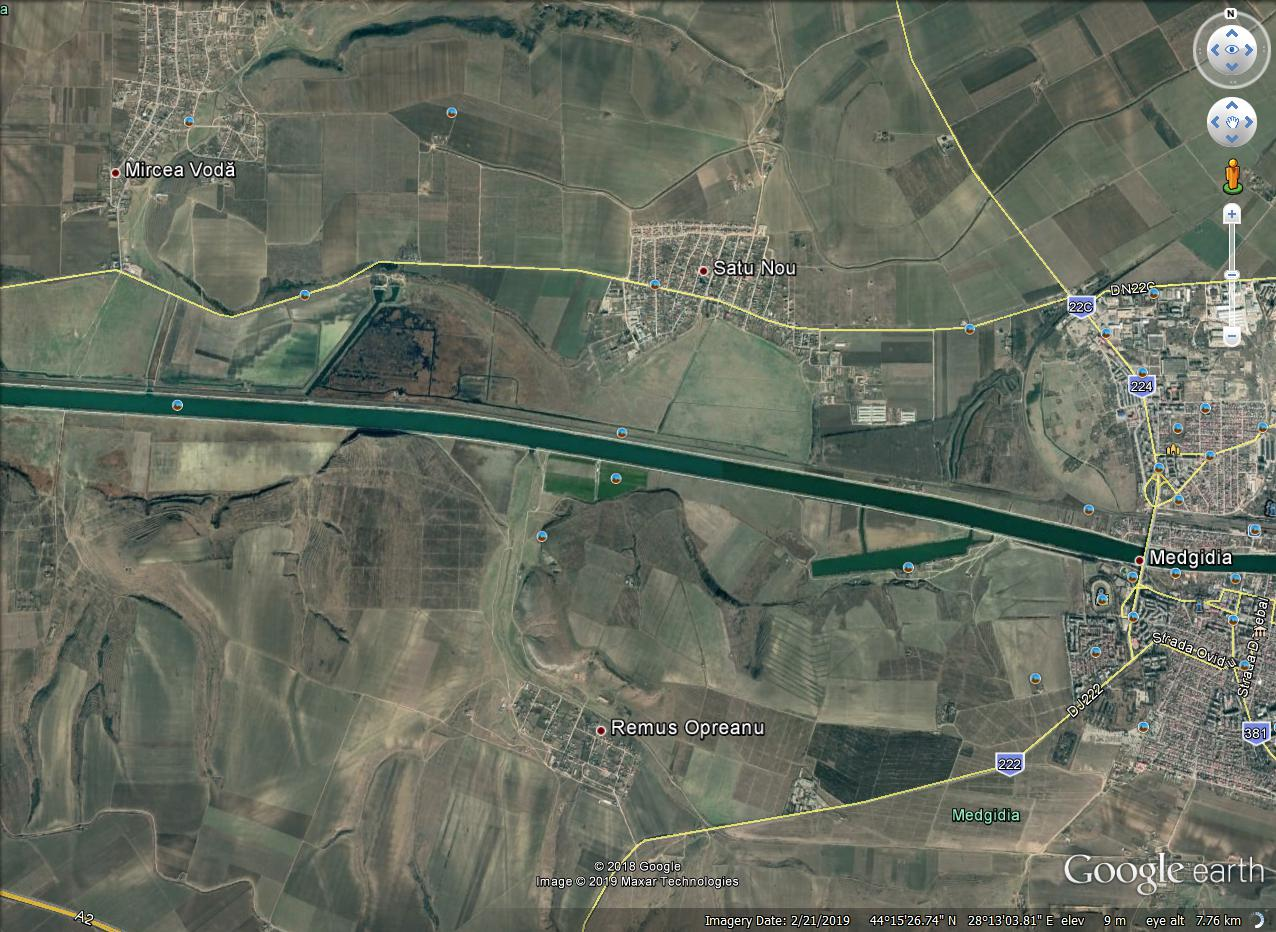 a
N
Mircea Vodă
Satu Nou
DN22C
22C
224
Medgidia
Strada Ovidiu
Strada Decebal
DJ222
Remus Opreanu
381
222
Medgidia
© 2018 Google
Image © 2019 Maxar Technologies
Google earth
A2
Imagery Date: 2/21/2019 44°15'26.74" N 28°13'03.81" E elev 9 m eye alt 7.76 km